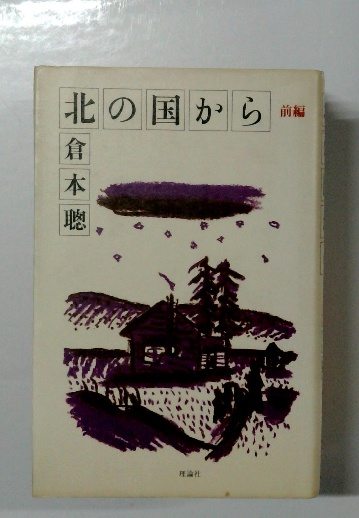 北の国から 前編
倉本聰
理論社